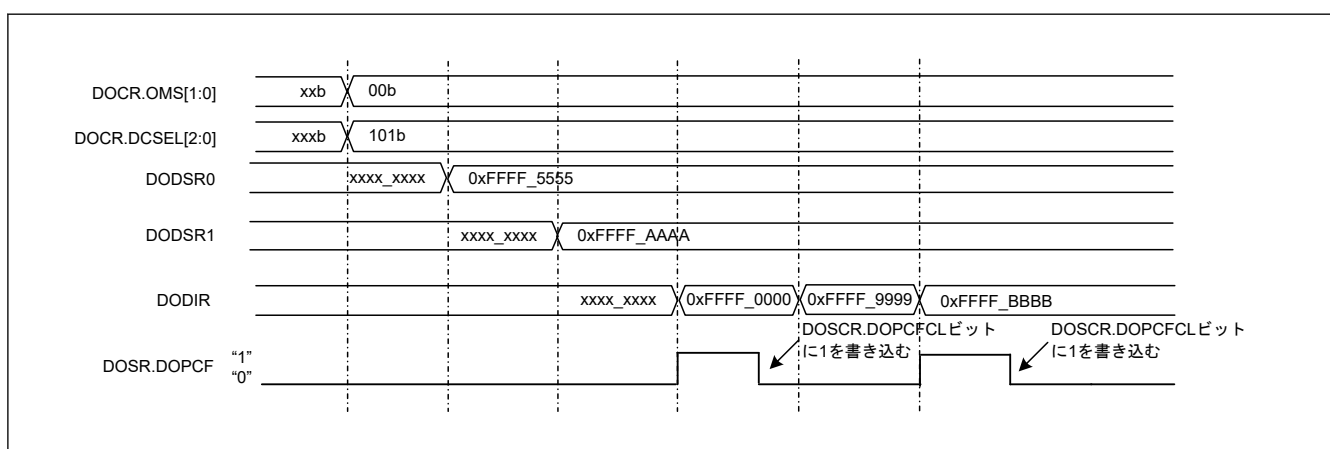 DOCR.OMS[1:0] xxb 00b
DOCR.DCSEL[2:0] xxxb 101b
DODSR0 xxxx_xxxx 0xFFFF_5555
DODSR1 xxxx_xxxx 0xFFFF_AAAA
DODIR xxxx_xxxx 0xFFFF_0000 0xFFFF_9999 0xFFFF_BBBB
DOSCR.DOPCFCLビット DOSCR.DOPCFCLビット
に1を書き込む に1を書き込む
DOSR.DOPCF “1”
“0”